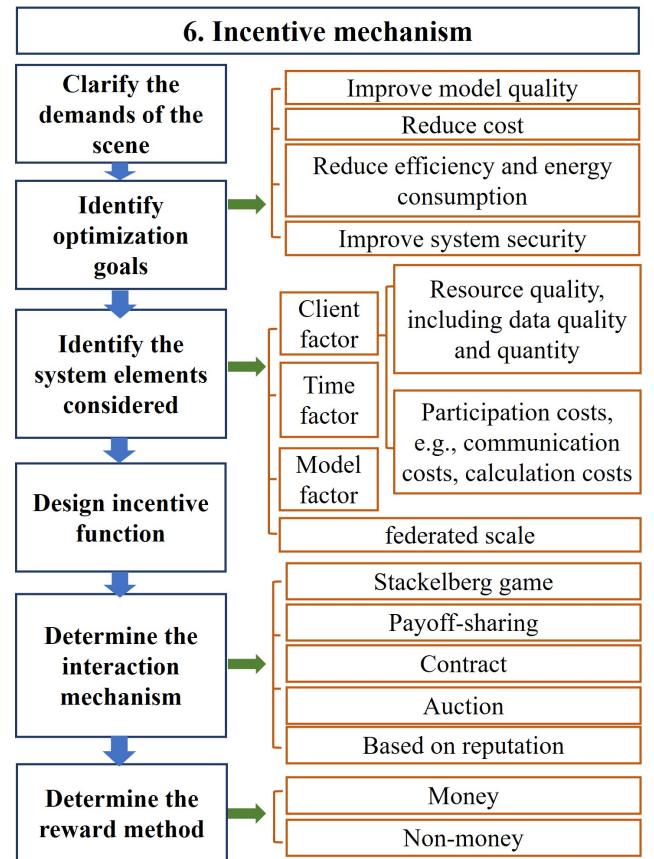 6. Incentive mechanism
Clarify the
demands of the
scene
Identify
optimization
goals
Identify the
system elements
considered
Design incentive
function
Determine the
interaction
mechanism
Determine the
reward method
Improve model quality
Reduce cost
Reduce efficiency and energy
consumption
Improve system security
Client
factor
Time
factor
Model
factor
federated scale
Resource quality,
including data quality
and quantity
Participation costs,
e.g., communication
costs, calculation costs
Stackelberg game
Payoff-sharing
Contract
Auction
Based on reputation
Money
Non-money